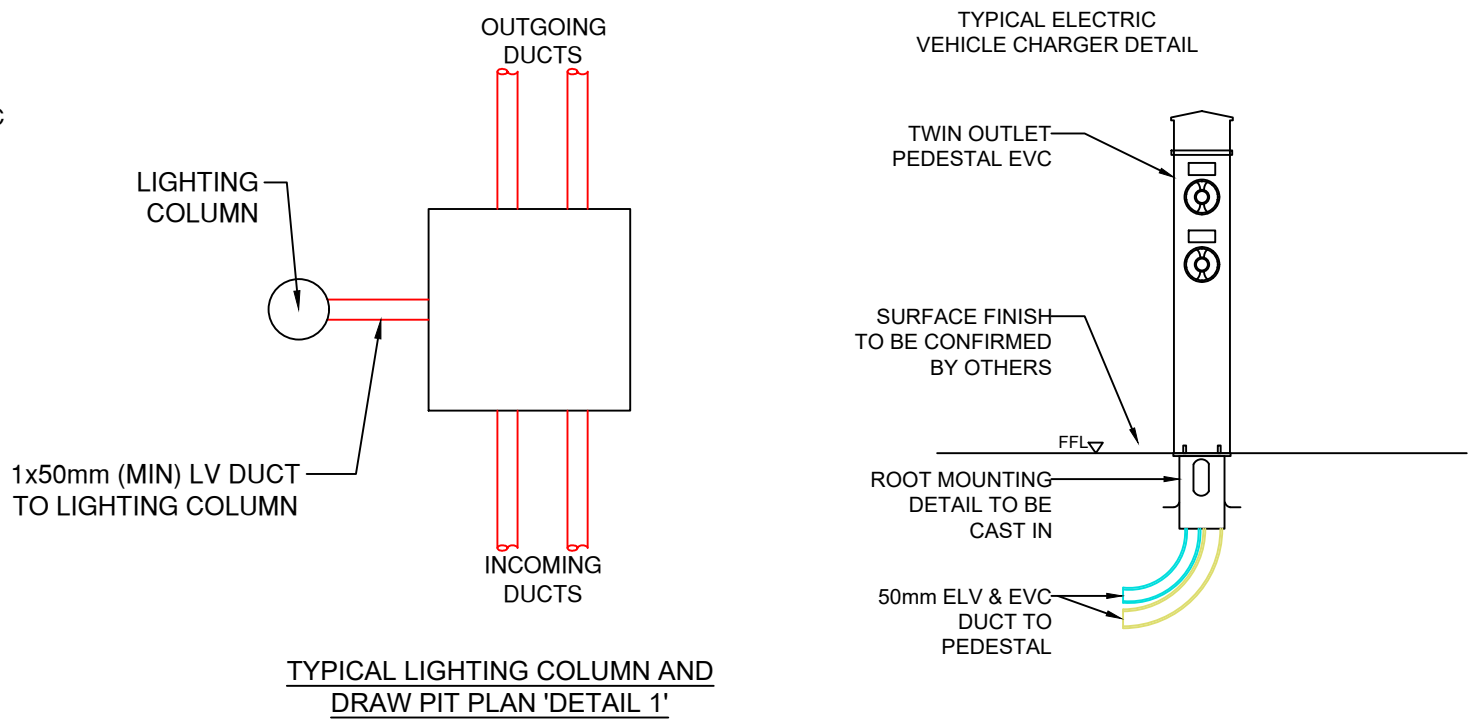 OUTGOING
DUCTS
LIGHTING
COLUMN
1x50mm (MIN) LV DUCT
TO LIGHTING COLUMN
INCOMING
DUCTS
TYPICAL LIGHTING COLUMN AND
DRAW PIT PLAN 'DETAIL 1'
TYPICAL ELECTRIC
VEHICLE CHARGER DETAIL
TWIN OUTLET
PEDESTAL EVC
SURFACE FINISH
TO BE CONFIRMED
BY OTHERS
FFL
ROOT MOUNTING
DETAIL TO BE
CAST IN
50mm ELV & EVC
DUCT TO
PEDESTAL